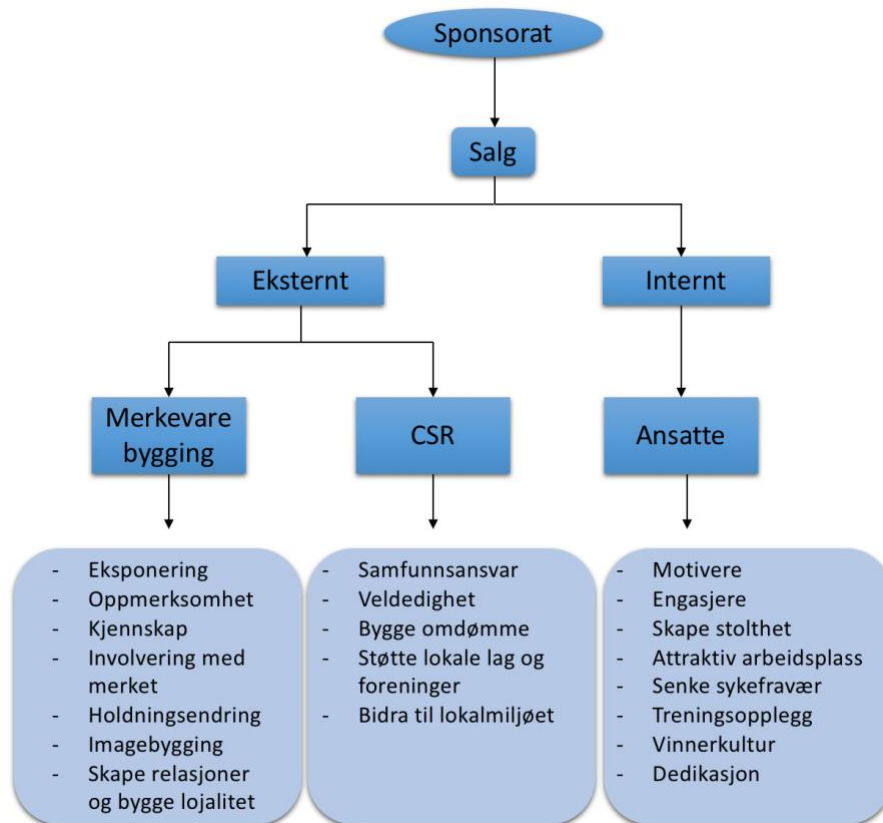 Sponsorat
Salg
Eksternt
Internt
Merkevare
bygging
CSR
Ansatte
- Eksponering
- Oppmerksomhet
- Kjennskap
- Involvering med
merket
- Holdningsendring
- Imagebygging
- Skape relasjoner
og bygge lojalitet
- Samfunnsansvar
- Veldedighet
- Bygge omdømme
- Støtte lokale lag og
foreninger
- Bidra til lokalmiljøet
- Motivere
- Engasjere
- Skape stolthet
- Attraktiv arbeidsplass
- Senke sykefravær
- Treningsopplegg
- Vinnerkultur
- Dedikasjon